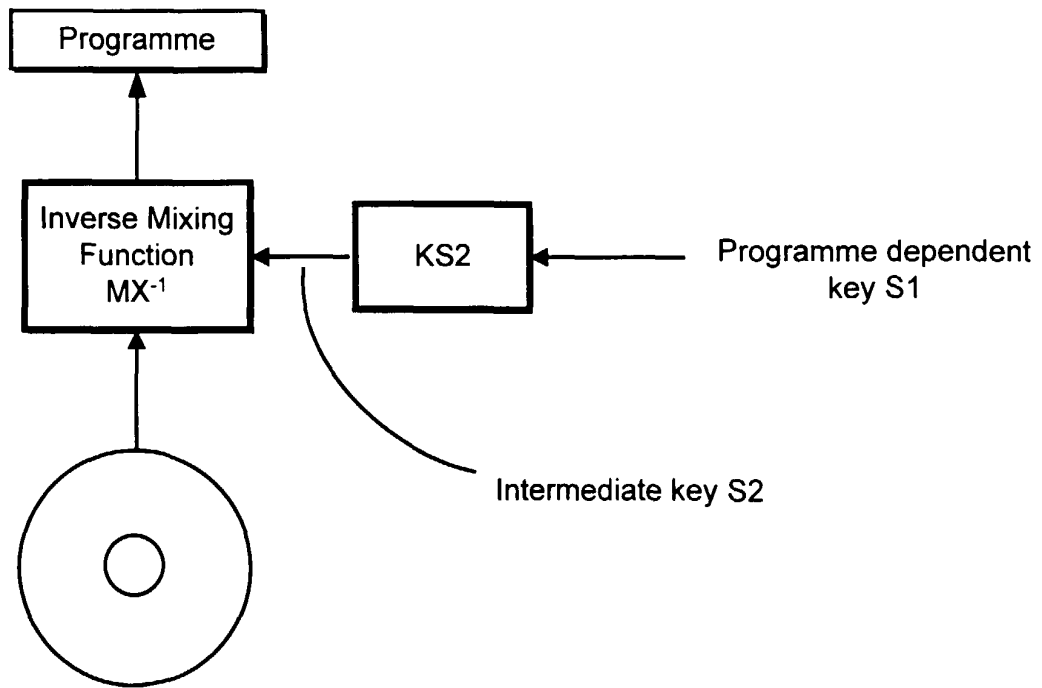 Programme
Inverse Mixing
Function
MX⁻¹
KS2
Programme dependent
key S1
Intermediate key S2